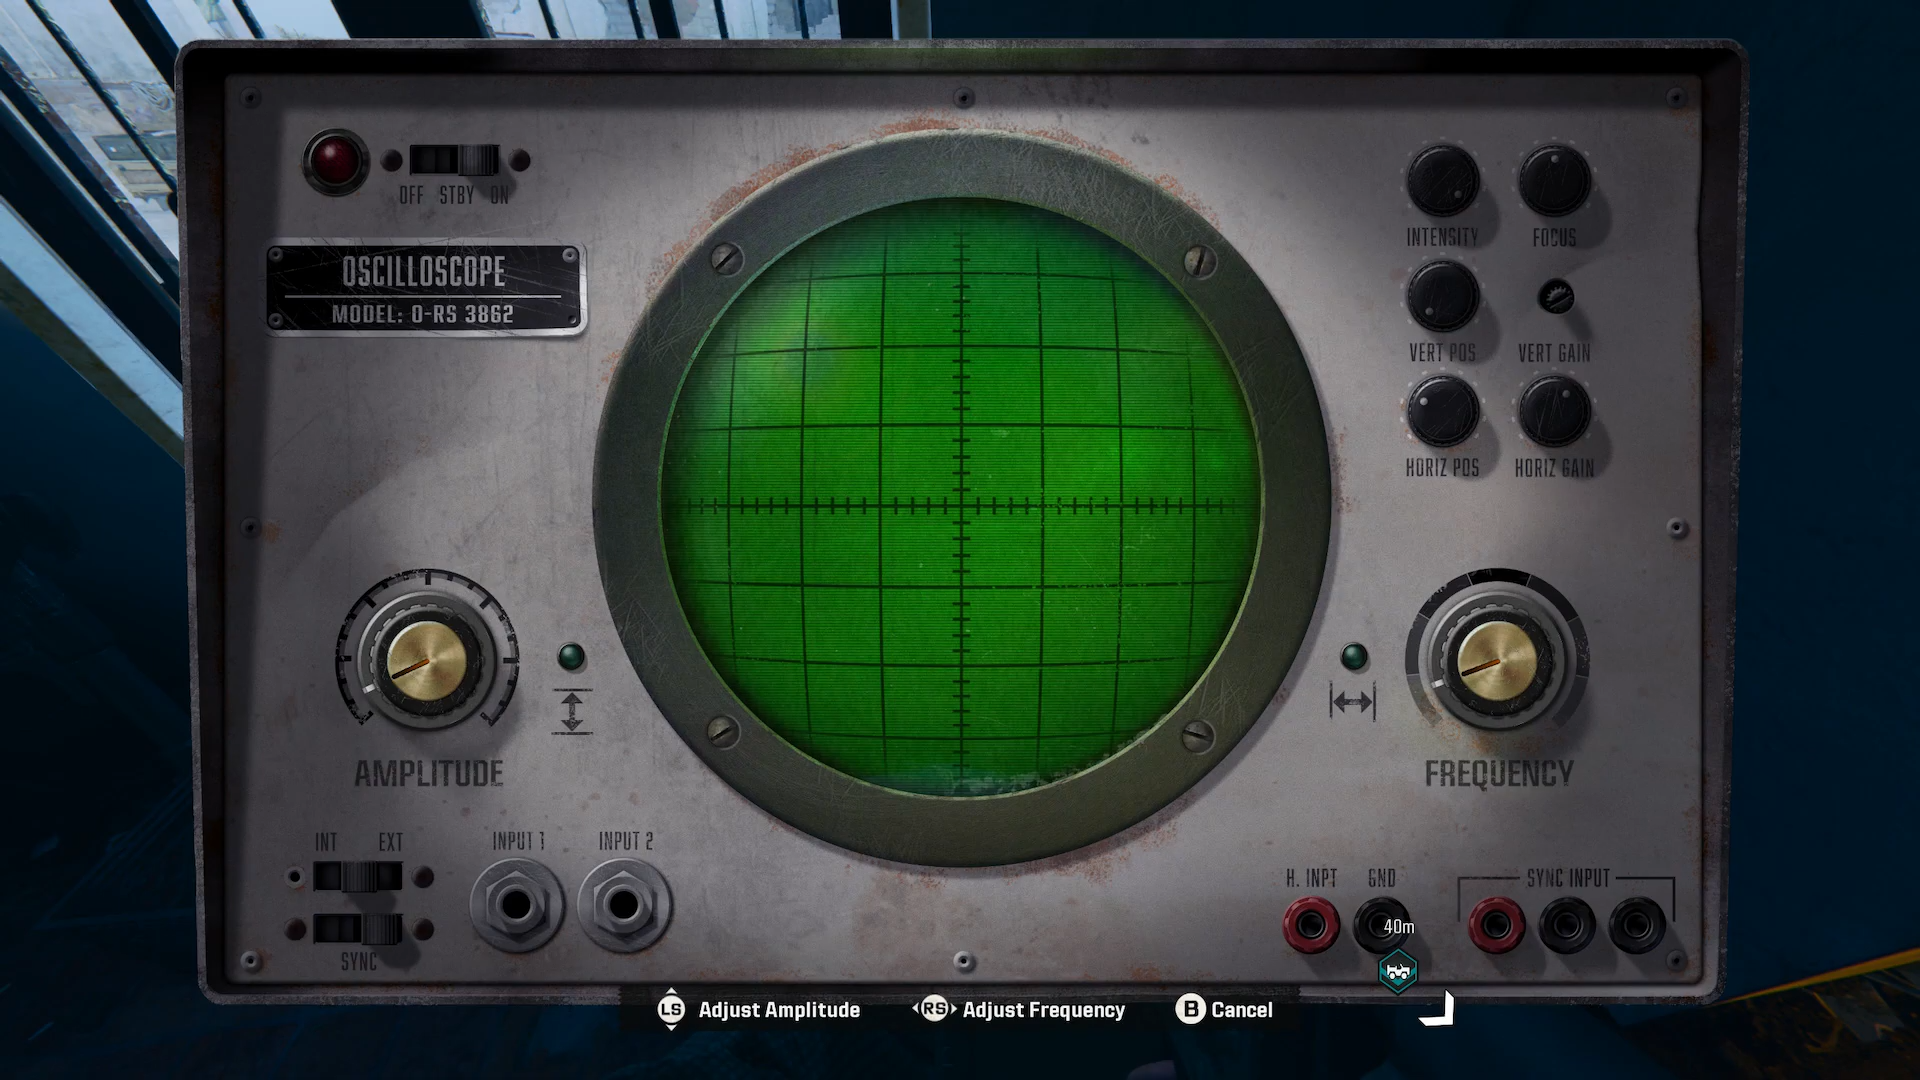 OFF STBY ON
OSCILLOSCOPE
MODEL: O-RS 3862
INTENSITY
FOCUS
VERT POS
VERT GAIN
HORIZ POS
HORIZ GAIN
AMPLITUDE
FREQUENCY
INT EXT
SYNC
INPUT 1
INPUT 2
H. INPT
GND
SYNC INPUT
40m
LS Adjust Amplitude
RS Adjust Frequency
B Cancel